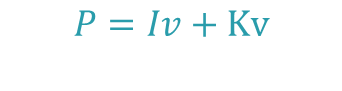 P = Iv + Kv